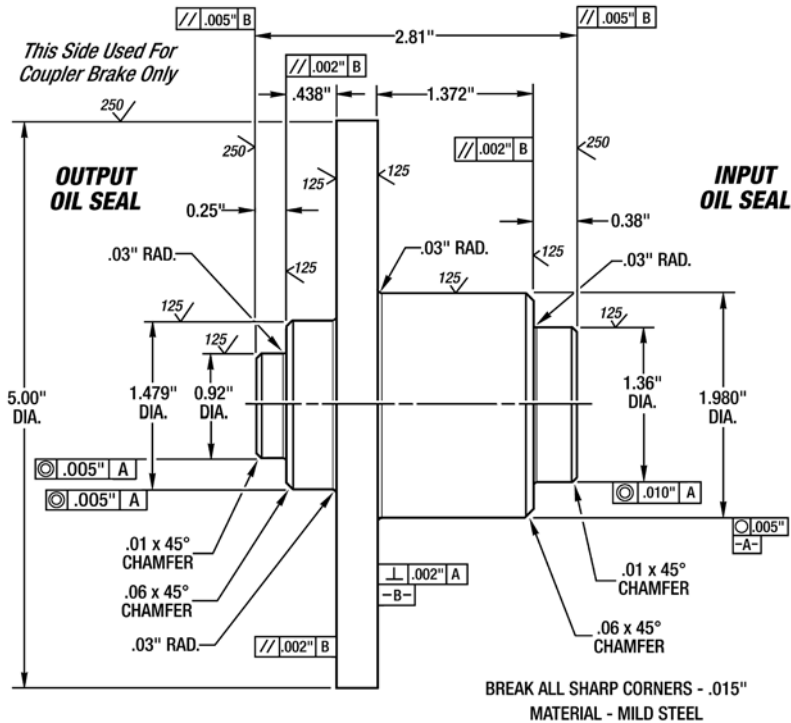 // .005" B
2.81"
// .005" B
This Side Used For
Coupler Brake Only
// .002" B
.438"
1.372"
250
// .002" B
250
250
OUTPUT
OIL SEAL
125
125
INPUT
OIL SEAL
0.25"
0.38"
.03" RAD.
.03" RAD.
.03" RAD.
125
125
125
125
125
125
5.00"
DIA.
1.479"
DIA.
0.92"
DIA.
1.36"
DIA.
1.980"
DIA.
◎ .005" A
◎ .005" A
◎ .010" A
○ .005"
-A-
.01 x 45°
CHAMFER
⊥ .002" A
-B-
.01 x 45°
CHAMFER
.06 x 45°
CHAMFER
.06 x 45°
CHAMFER
.03" RAD.
// .002" B
BREAK ALL SHARP CORNERS - .015"
MATERIAL - MILD STEEL